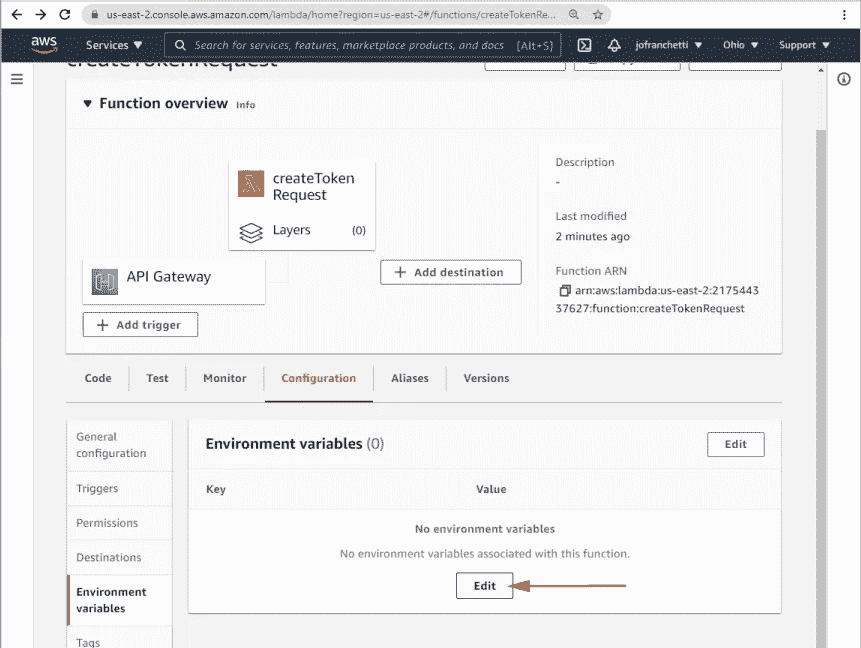 us-east-2.console.aws.amazon.com/lambda/home?region=us-east-2#/functions/createTokenRe...
aws
Services ▼
Search for services, features, marketplace products, and docs [Alt+S]
jofranchetti ▼
Ohio ▼
Support ▼
createTokenRequest
▼ Function overview Info
createToken
Request
Layers (0)
API Gateway
+ Add destination
+ Add trigger
Description
-
Last modified
2 minutes ago
Function ARN
arn:aws:lambda:us-east-2:2175443
37627:function:createTokenRequest
Code
Test
Monitor
Configuration
Aliases
Versions
General
configuration
Triggers
Permissions
Destinations
Environment
variables
Tags
Environment variables (0)
Edit
Key
Value
No environment variables
No environment variables associated with this function.
Edit